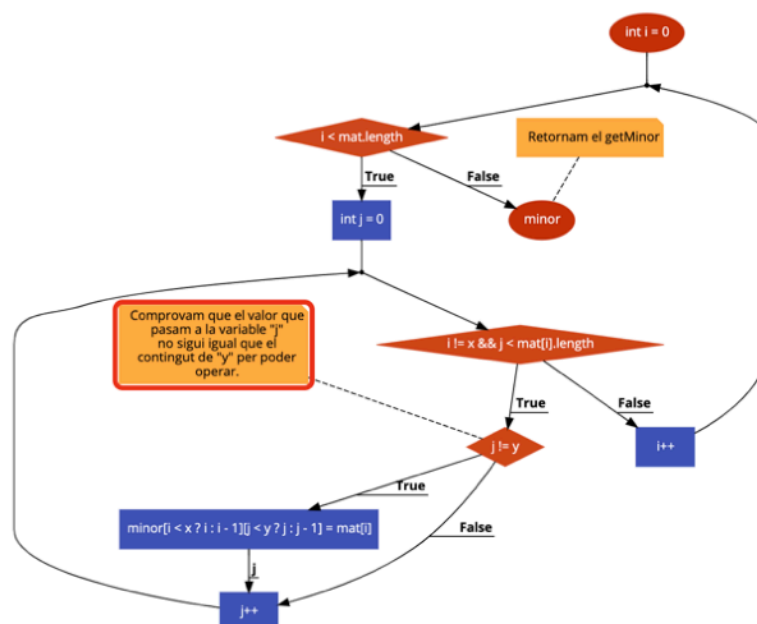 int i = 0
i < mat.length
Retornam el getMinor
True
False
int j = 0
minor
Comprovam que el valor que
pasam a la variable "j"
no sigui igual que el
contingut de "y" per poder
operar.
i != x && j < mat[i].length
True
False
j != y
i++
True
minor[i < x ? i : i - 1][j < y ? j : j - 1] = mat[i]
False
j
j++